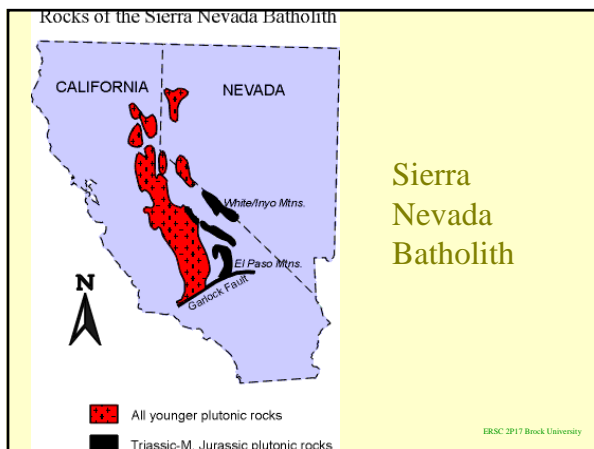 Rocks of the Sierra Nevada Batholith
CALIFORNIA
NEVADA
White/Inyo Mtns.
El Paso Mtns.
Garlock Fault
N
All younger plutonic rocks
Triassic-M. Jurassic plutonic rocks
Sierra
Nevada
Batholith
ERSC 2P17 Brock University